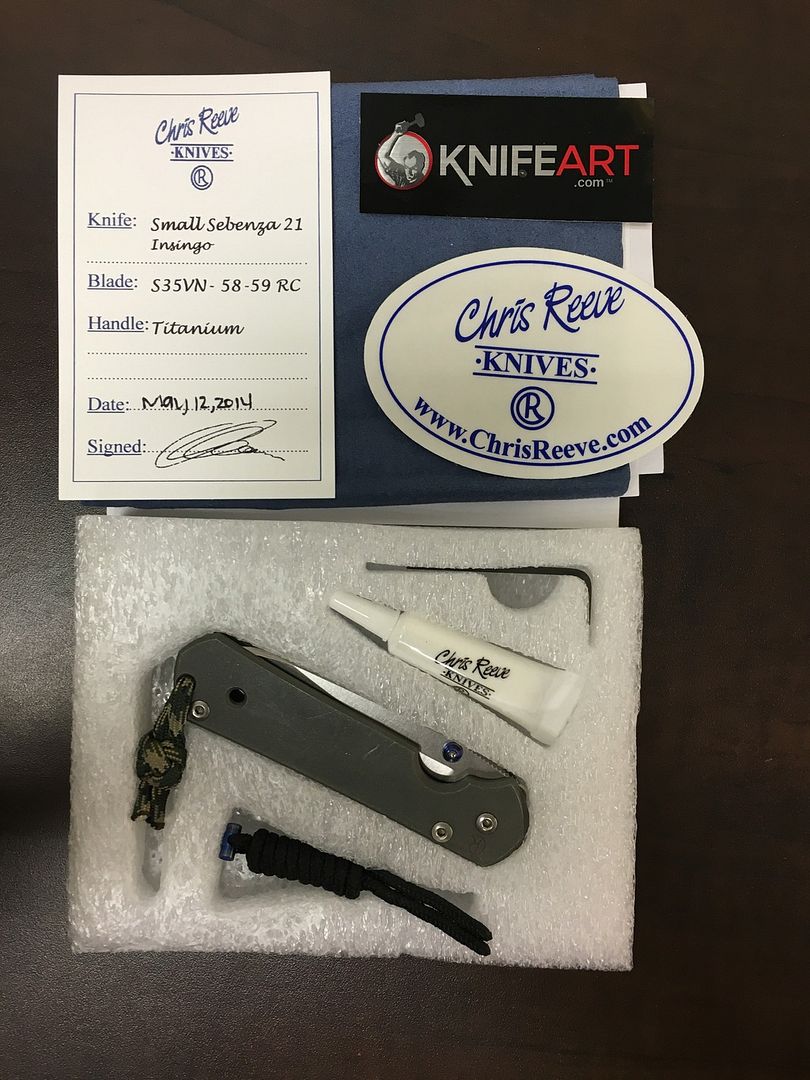 Chris Reeve
·KNIVES·
®
Knife: Small Sebenza 21
Insingo
Blade: S35VN - 58-59 RC
Handle: Titanium
Date: May 12, 2014
Signed:
KNIFEART
.com™
Chris Reeve
·KNIVES·
®
www.ChrisReeve.com
Chris Reeve
·KNIVES·
®